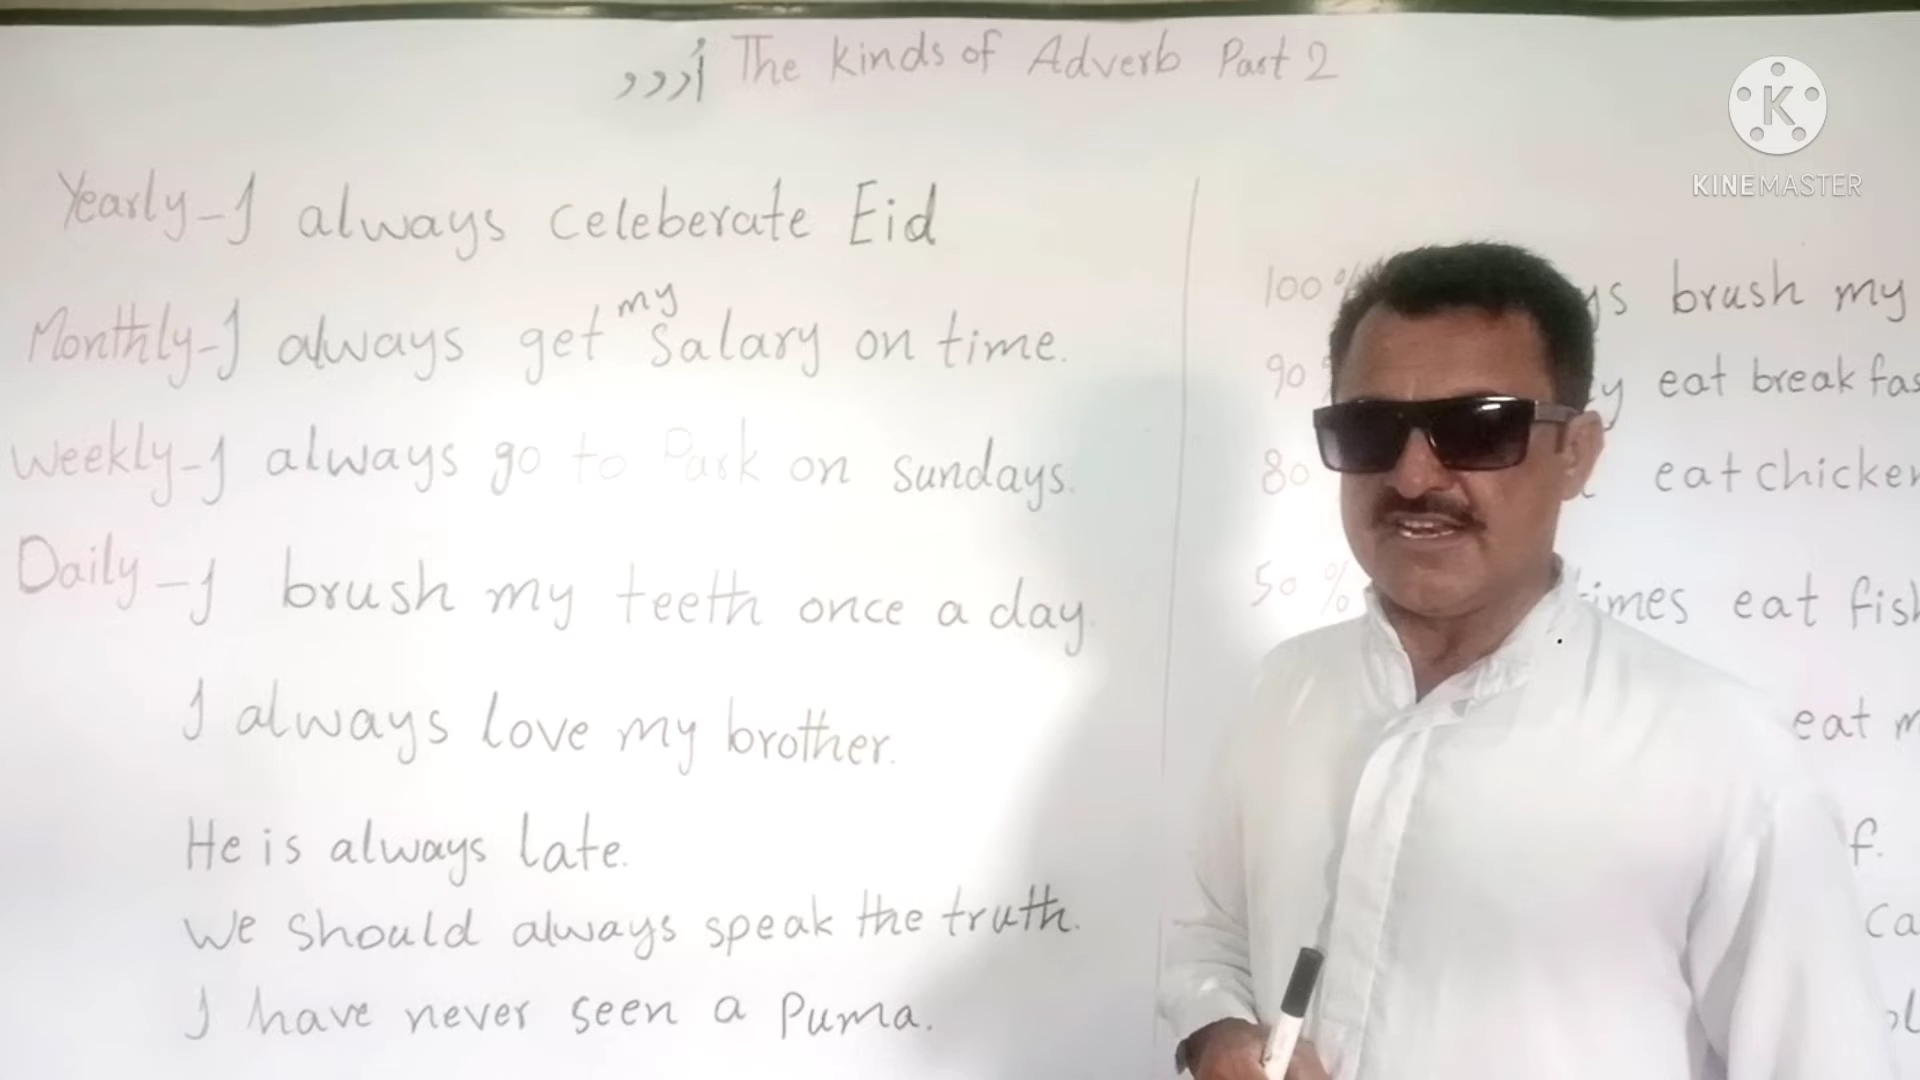 اُردو The Kinds of Adverb Part 2
Yearly - I always celeberate Eid
Monthly - I always get my salary on time.
Weekly - I always go to Park on sundays.
Daily - I brush my teeth once a day.
I always love my brother.
He is always late.
We should always speak the truth.
I have never seen a Puma.
100% ys brush my
90 y eat breakfas
80 eat chicken
50% times eat fish
eat m
f.
Ca
K
KINEMASTER